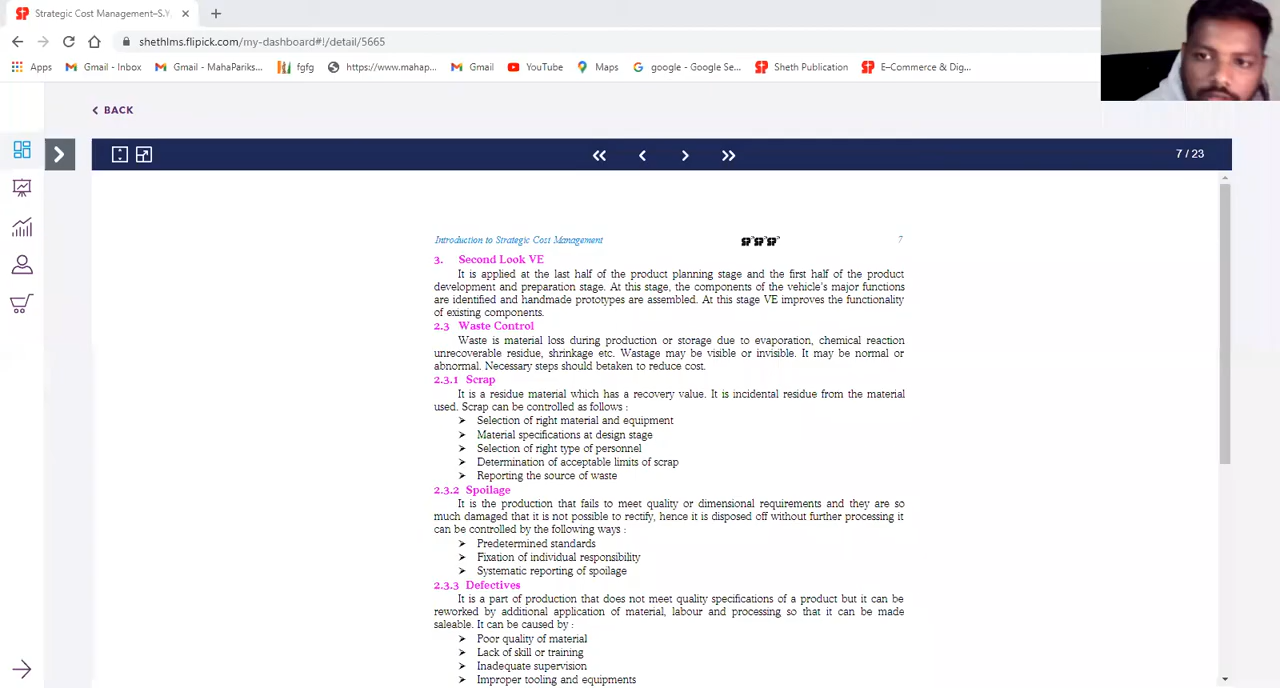 Strategic Cost Management–S.Y.
shethlms.flipick.com/my-dashboard#!/detail/5665
Apps Gmail - Inbox Gmail - MahaPariks... fgfg https://www.mahap... Gmail YouTube Maps google - Google Se... Sheth Publication E–Commerce & Dig...
BACK
7 / 23
Introduction to Strategic Cost Management 7
3. Second Look VE
It is applied at the last half of the product planning stage and the first half of the product
development and preparation stage. At this stage, the components of the vehicle's major functions
are identified and handmade prototypes are assembled. At this stage VE improves the functionality
of existing components.
2.3 Waste Control
Waste is material loss during production or storage due to evaporation, chemical reaction
unrecoverable residue, shrinkage etc. Wastage may be visible or invisible. It may be normal or
abnormal. Necessary steps should betaken to reduce cost.
2.3.1 Scrap
It is a residue material which has a recovery value. It is incidental residue from the material
used. Scrap can be controlled as follows :
➢ Selection of right material and equipment
➢ Material specifications at design stage
➢ Selection of right type of personnel
➢ Determination of acceptable limits of scrap
➢ Reporting the source of waste
2.3.2 Spoilage
It is the production that fails to meet quality or dimensional requirements and they are so
much damaged that it is not possible to rectify, hence it is disposed off without further processing it
can be controlled by the following ways :
➢ Predetermined standards
➢ Fixation of individual responsibility
➢ Systematic reporting of spoilage
2.3.3 Defectives
It is a part of production that does not meet quality specifications of a product but it can be
reworked by additional application of material, labour and processing so that it can be made
saleable. It can be caused by :
➢ Poor quality of material
➢ Lack of skill or training
➢ Inadequate supervision
➢ Improper tooling and equipments